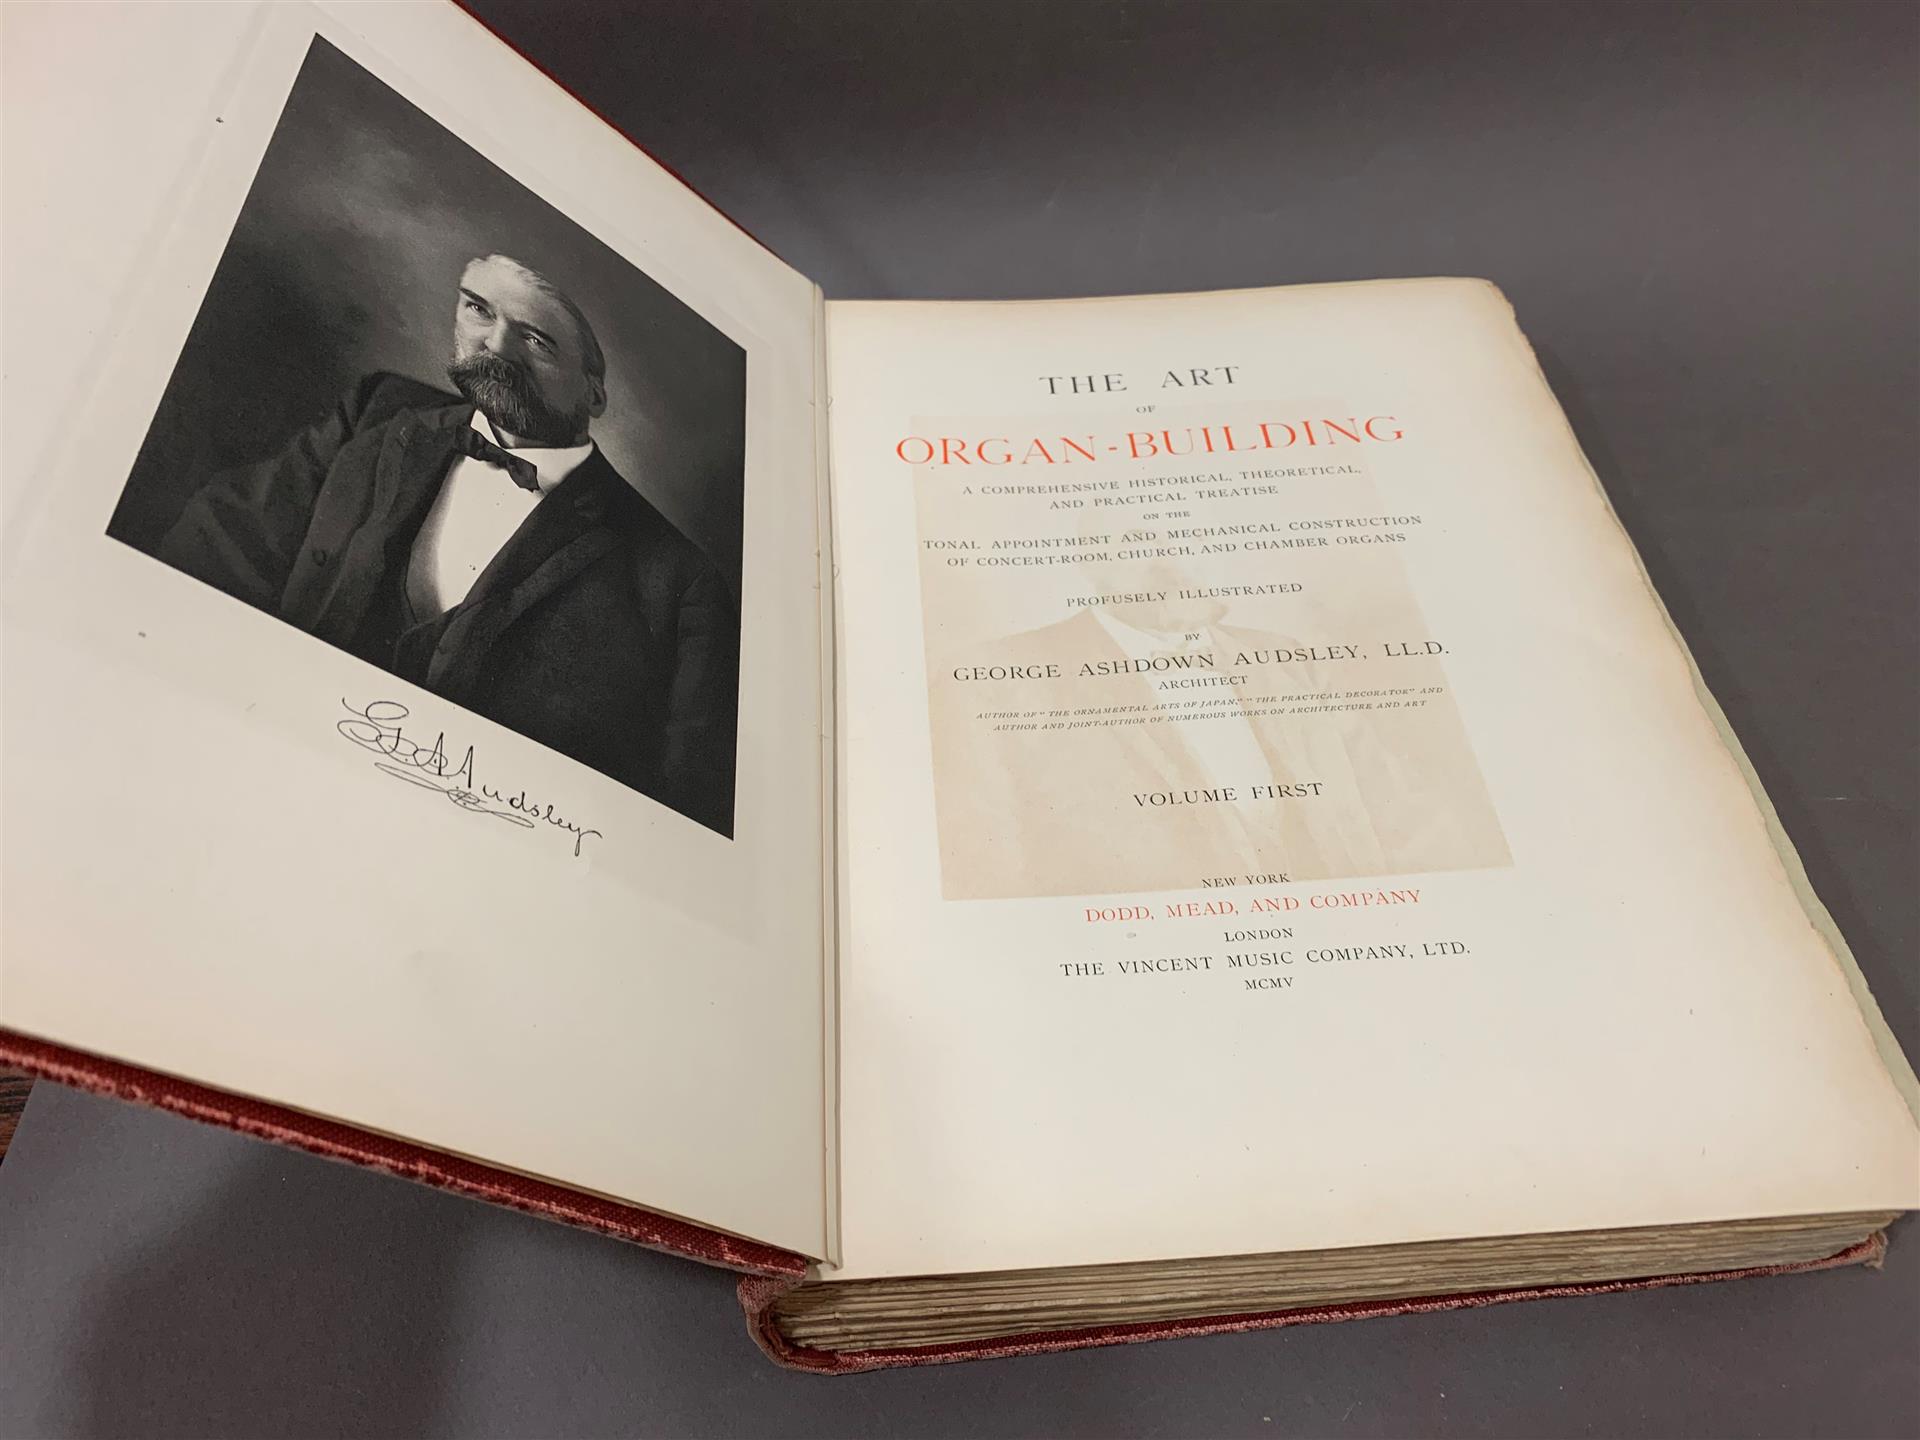 G. A. Audsley
THE ART
OF
ORGAN-BUILDING
A COMPREHENSIVE HISTORICAL, THEORETICAL,
AND PRACTICAL TREATISE
ON THE
TONAL APPOINTMENT AND MECHANICAL CONSTRUCTION
OF CONCERT-ROOM, CHURCH, AND CHAMBER ORGANS
PROFUSELY ILLUSTRATED
BY
GEORGE ASHDOWN AUDSLEY, LL.D.
ARCHITECT
AUTHOR OF "THE ORNAMENTAL ARTS OF JAPAN," "THE PRACTICAL DECORATOR" AND
AUTHOR AND JOINT-AUTHOR OF NUMEROUS WORKS ON ARCHITECTURE AND ART
VOLUME FIRST
NEW YORK
DODD, MEAD, AND COMPANY
LONDON
THE VINCENT MUSIC COMPANY, LTD.
MCMV